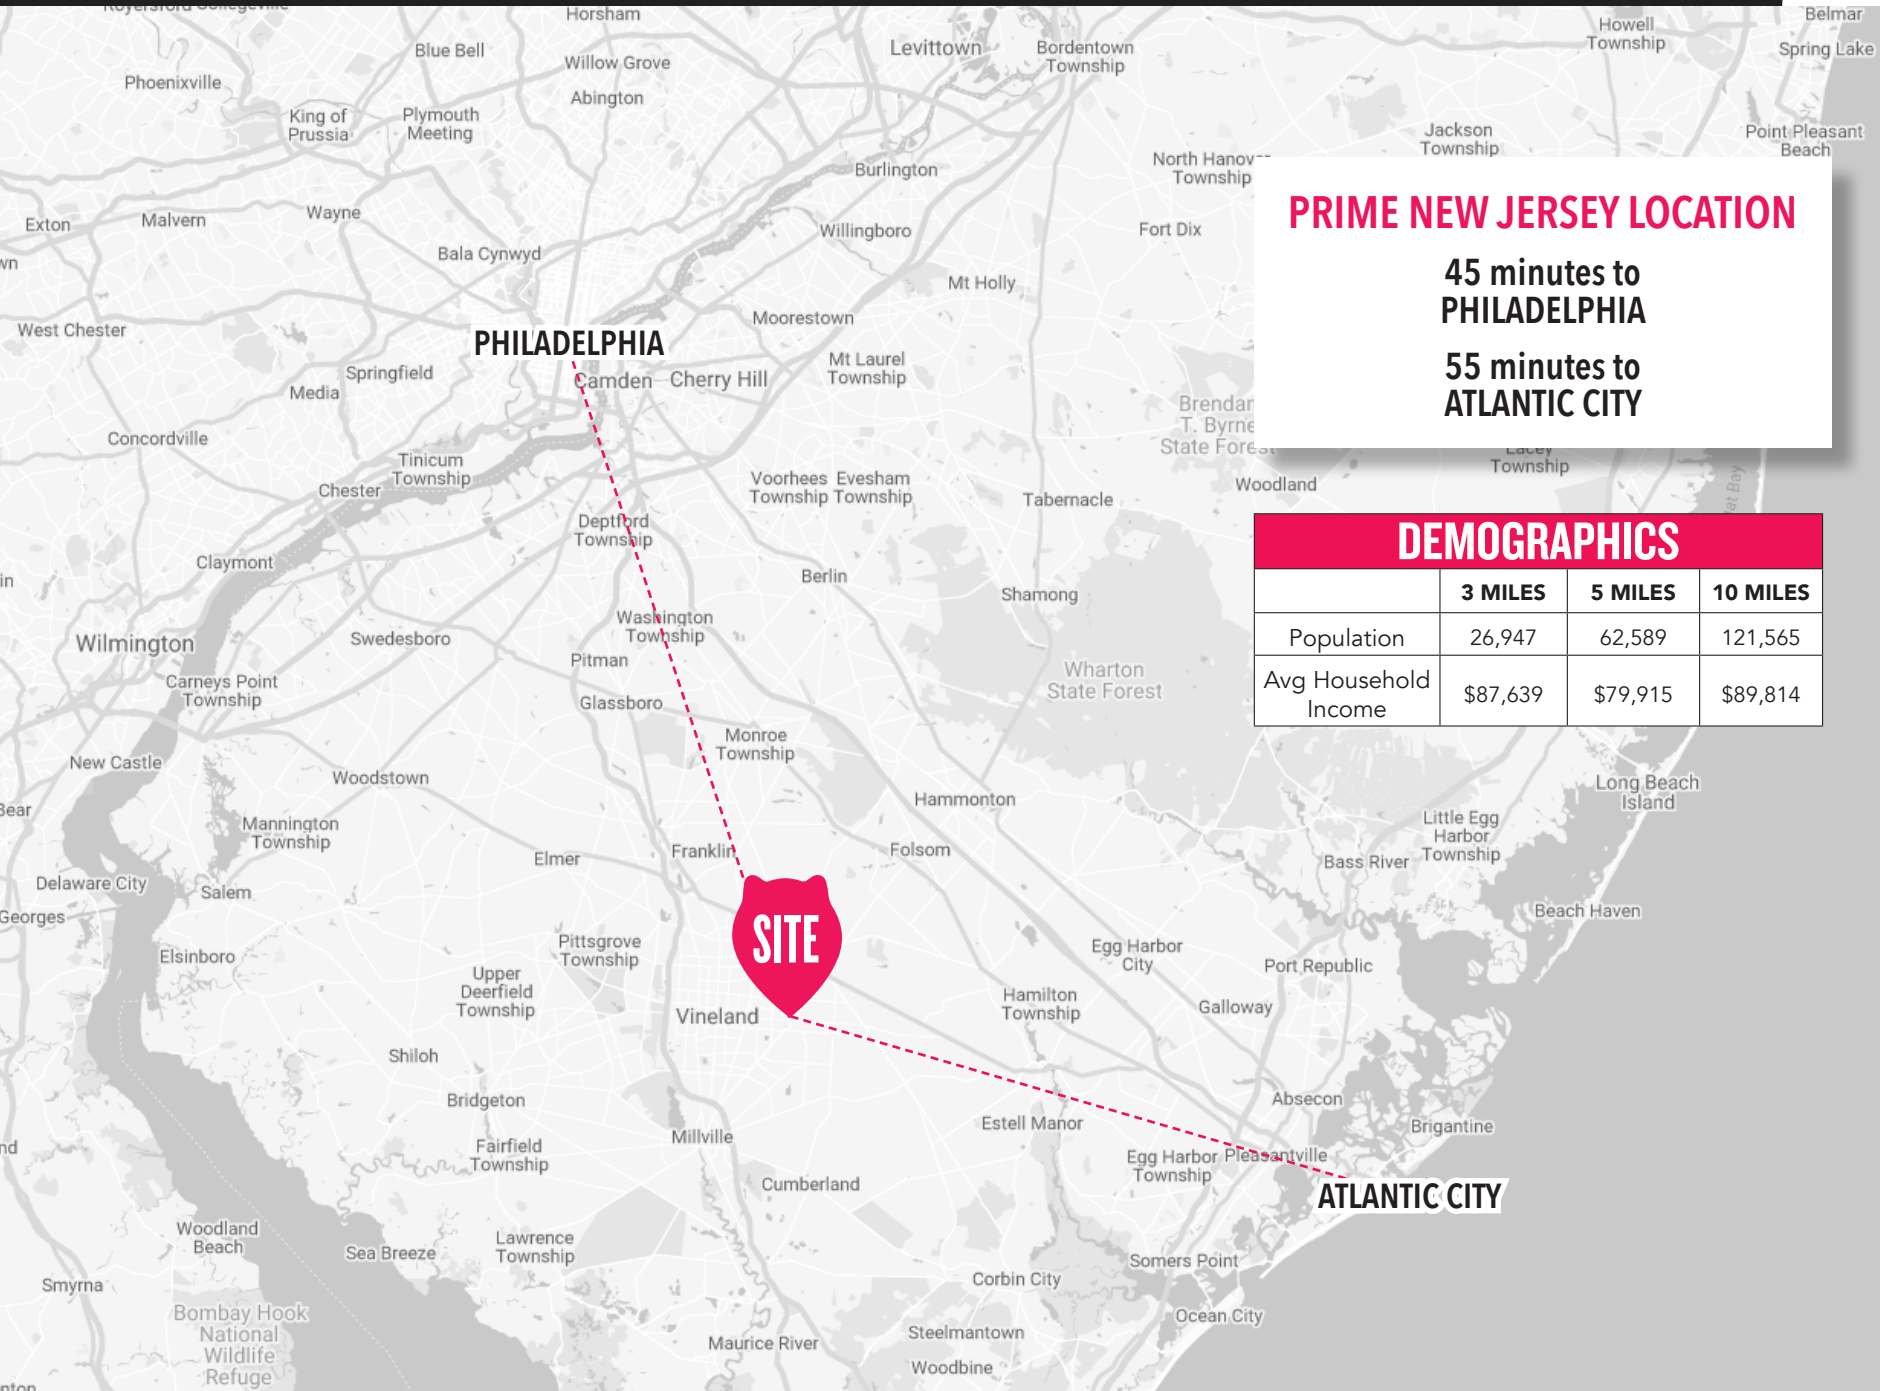 Horsham
Belmar
Howell
Township
Levittown
Bordentown
Township
Spring Lake
Blue Bell
Willow Grove
Phoenixville
Abington
King of
Prussia
Plymouth
Meeting
Jackson
Township
Point Pleasant
Beach
Burlington
Township
Exton
Malvern
Wayne
Willingboro
Fort Dix
Bala Cynwyd
Mt Holly
PRIME NEW JERSEY LOCATION
45 minutes to
PHILADELPHIA
55 minutes to
ATLANTIC CITY
West Chester
Moorestown
PHILADELPHIA
Springfield
Media
Camden
Cherry Hill
Mt Laurel
Township
T. Byrne
Concordville
Tinicum
Township
Chester
Voorhees
Township
Evesham
Township
Tabernacle
Woodland
Lacey
Township
Deptford
Township
Claymont
Berlin
Shamong
DEMOGRAPHICS
3 MILES 5 MILES 10 MILES
Population 26,947 62,589 121,565
Avg Household
Income $87,639 $79,915 $89,814
Wilmington
Swedesboro
Washington
Township
Pitman
Carneys Point
Township
Glassboro
Wharton
State Forest
Monroe
Township
New Castle
Woodstown
Long Beach
Island
Hammonton
Mannington
Township
Little Egg
Harbor
Township
Elmer
Franklin
Folsom
Bass River
Delaware City
Salem
Beach Haven
SITE
Elsinboro
Pittsgrove
Township
Egg Harbor
City
Port Republic
Upper
Deerfield
Township
Vineland
Hamilton
Township
Galloway
Shiloh
Bridgeton
Absecon
Millville
Estell Manor
Brigantine
Fairfield
Township
Egg Harbor
Township
Pleasantville
Cumberland
ATLANTIC CITY
Woodland
Beach
Sea Breeze
Lawrence
Township
Somers Point
Smyrna
Corbin City
Bombay Hook
National
Wildlife
Refuge
Ocean City
Maurice River
Steelmantown
Woodbine